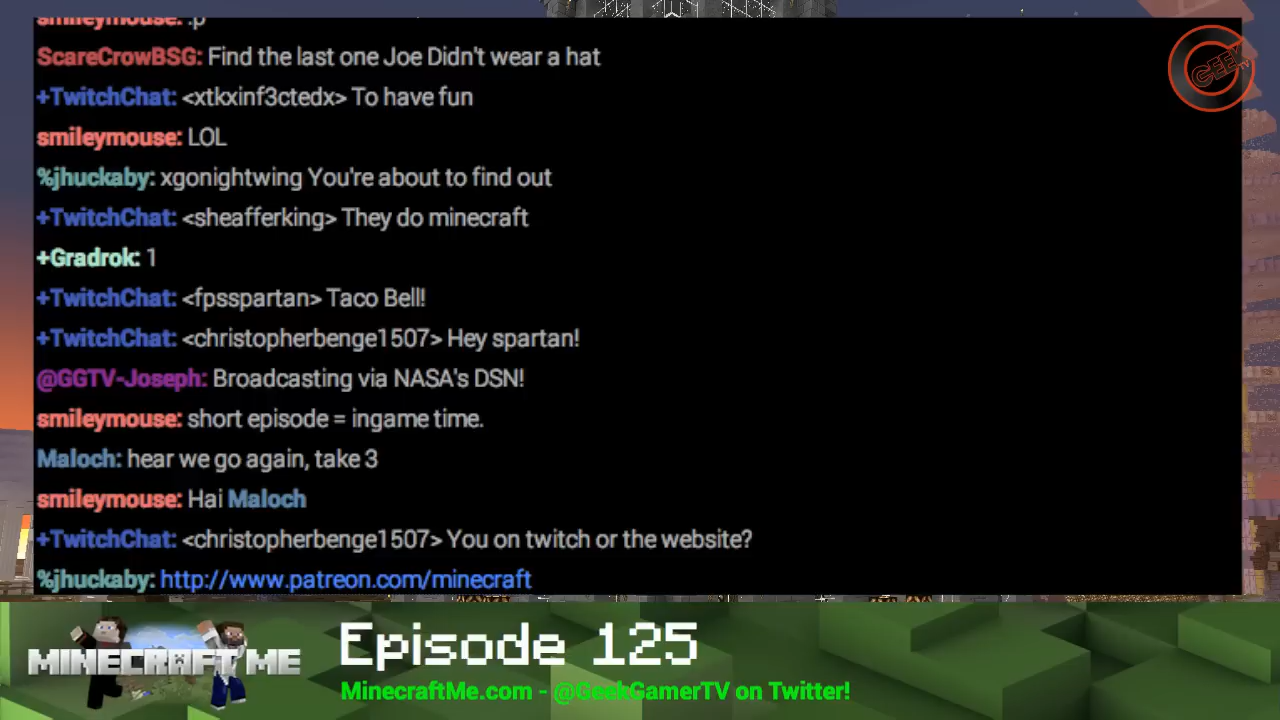 smileymouse: :p
ScareCrowBSG: Find the last one Joe Didn't wear a hat
+TwitchChat: <xtkxinf3ctedx> To have fun
smileymouse: LOL
%jhuckaby: xgonightwing You're about to find out
+TwitchChat: <sheafferking> They do minecraft
+Gradrok: 1
+TwitchChat: <fpsspartan> Taco Bell!
+TwitchChat: <christopherbenge1507> Hey spartan!
@GGTV-Joseph: Broadcasting via NASA's DSN!
smileymouse: short episode = ingame time.
Maloch: hear we go again, take 3
smileymouse: Hai Maloch
+TwitchChat: <christopherbenge1507> You on twitch or the website?
%jhuckaby: http://www.patreon.com/minecraft
GEEK
TV
MINECRAFT ME
Episode 125
MinecraftMe.com - @GeekGamerTV on Twitter!